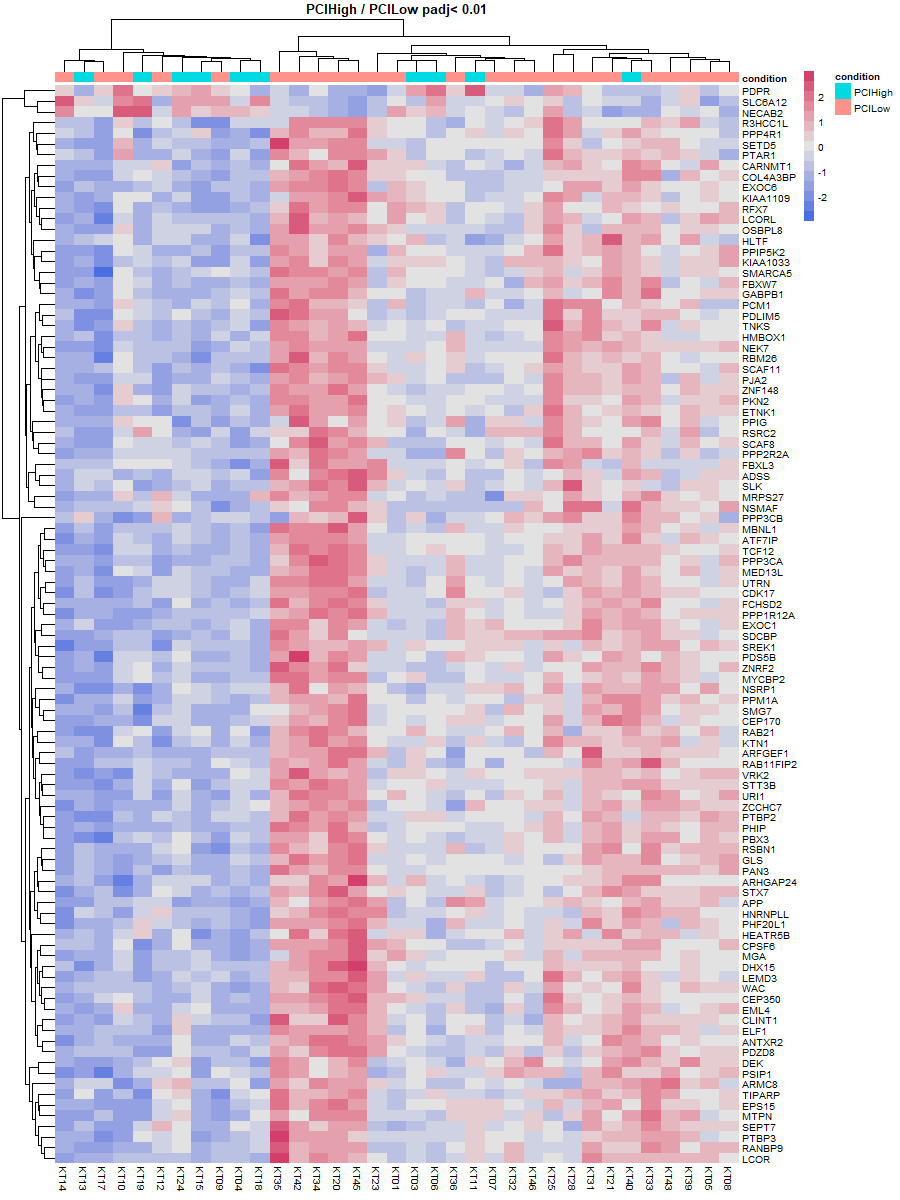 PCIHigh / PCILow padj< 0.01
condition
condition
PCIHigh
PCILow
2
1
0
-1
-2
PDPR
SLC6A12
NECAB2
R3HCC1L
PPP4R1
SETD5
PTAR1
CARNMT1
COL4A3BP
EXOC6
KIAA1109
RFX7
LCORL
OSBPL8
HLTF
PPIP5K2
KIAA1033
SMARCA5
FBXW7
GABPB1
PCM1
PDLIM5
TNKS
HMBOX1
NEK7
RBM26
SCAF11
PJA2
ZNF148
PKN2
ETNK1
PPIG
RSRC2
SCAF8
PPP2R2A
FBXL3
ADSS
SLK
MRPS27
NSMAF
PPP3CB
MBNL1
ATF7IP
TCF12
PPP3CA
MED13L
UTRN
CDK17
FCHSD2
PPP1R12A
EXOC1
SDCBP
SREK1
PDS5B
ZNRF2
MYCBP2
NSRP1
PPM1A
SMG7
CEP170
RAB21
KTN1
ARFGEF1
RAB11FIP2
VRK2
STT3B
URI1
ZCCHC7
PTBP2
PHIP
PBX3
RSBN1
GLS
PAN3
ARHGAP24
STX7
APP
HNRNPLL
PHF20L1
HEATR5B
CPSF6
MGA
DHX15
LEMD3
WAC
CEP350
EML4
CLINT1
ELF1
ANTXR2
PDZD8
DEK
PSIP1
ARMC8
TIPARP
EPS15
MTPN
SEPT7
PTBP3
RANBP9
LCOR
KT14 KT13 KT17 KT10 KT19 KT12 KT24 KT15 KT09 KT04 KT18 KT35 KT42 KT34 KT20 KT45 KT23 KT01 KT03 KT06 KT36 KT11 KT07 KT32 KT46 KT25 KT28 KT31 KT21 KT40 KT33 KT43 KT39 KT05 KT08